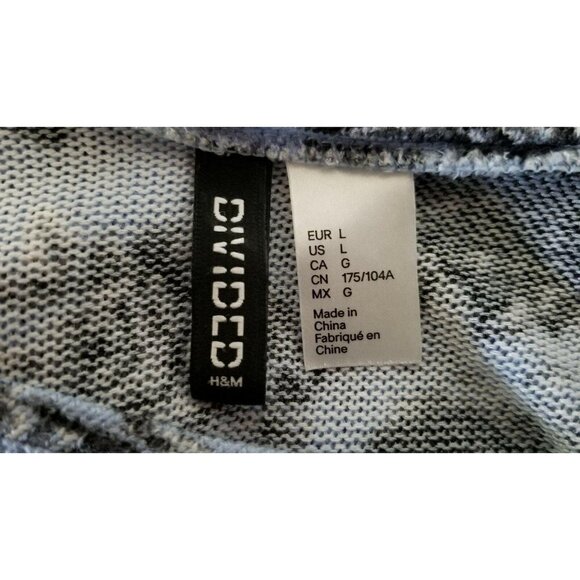 DIVIDED
H&M
EUR L
US L
CA G
CN 175/104A
MX G
Made in
China
Fabriqué en
Chine